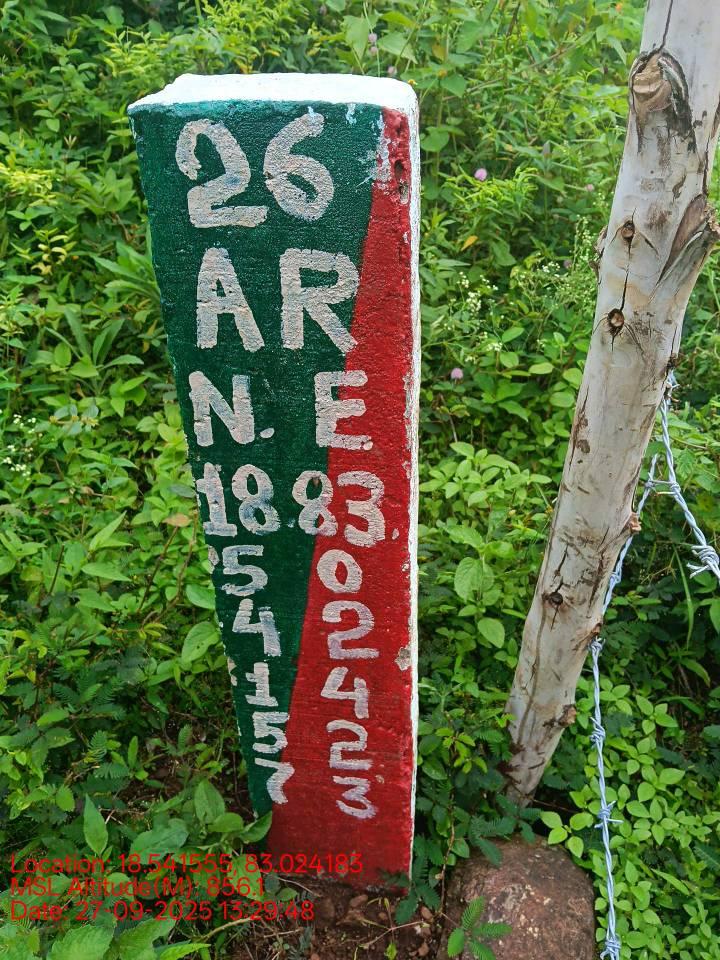 26
AR
N. E
18 83
5 0
4 2
1 4
5 2
7 3
Location: 18.541555, 83.024183
MSL Altitude(M): 856.1
Date: 27-09-2025 13:29:48